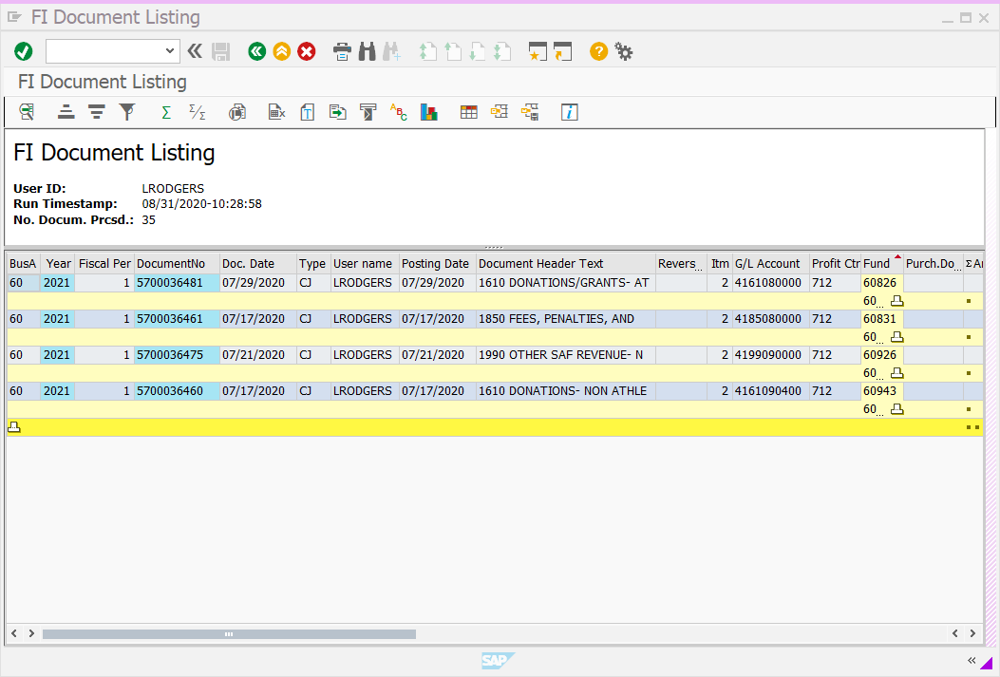 FI Document Listing
FI Document Listing
FI Document Listing
User ID: LRODGERS
Run Timestamp: 08/31/2020-10:28:58
No. Docum. Prcsd.: 35
BusA Year Fiscal Per DocumentNo Doc. Date Type User name Posting Date Document Header Text Revers... Itm G/L Account Profit Ctr Fund Purch.Do... Σ Ar
60 2021 1 5700036481 07/29/2020 CJ LRODGERS 07/29/2020 1610 DONATIONS/GRANTS- AT 2 4161080000 712 60826
60...
60 2021 1 5700036461 07/17/2020 CJ LRODGERS 07/17/2020 1850 FEES, PENALTIES, AND 2 4185080000 712 60831
60...
60 2021 1 5700036475 07/21/2020 CJ LRODGERS 07/21/2020 1990 OTHER SAF REVENUE- N 2 4199090000 712 60926
60...
60 2021 1 5700036460 07/17/2020 CJ LRODGERS 07/17/2020 1610 DONATIONS- NON ATHLE 2 4161090400 712 60943
60...
SAP